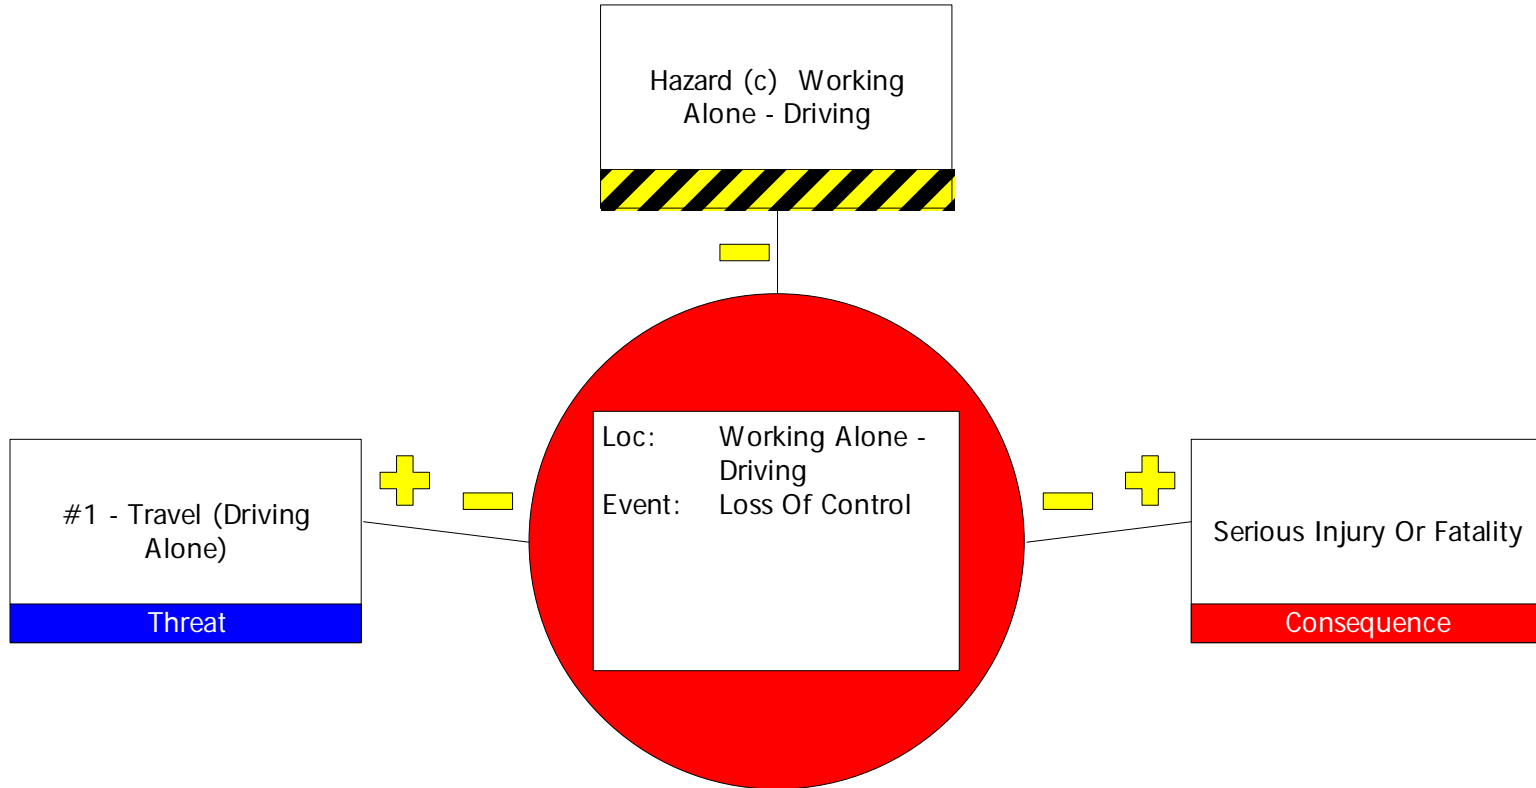 Hazard (c) Working
Alone - Driving
Loc: Working Alone -
Driving
Event: Loss Of Control
#1 - Travel (Driving
Alone)
Threat
Serious Injury Or Fatality
Consequence